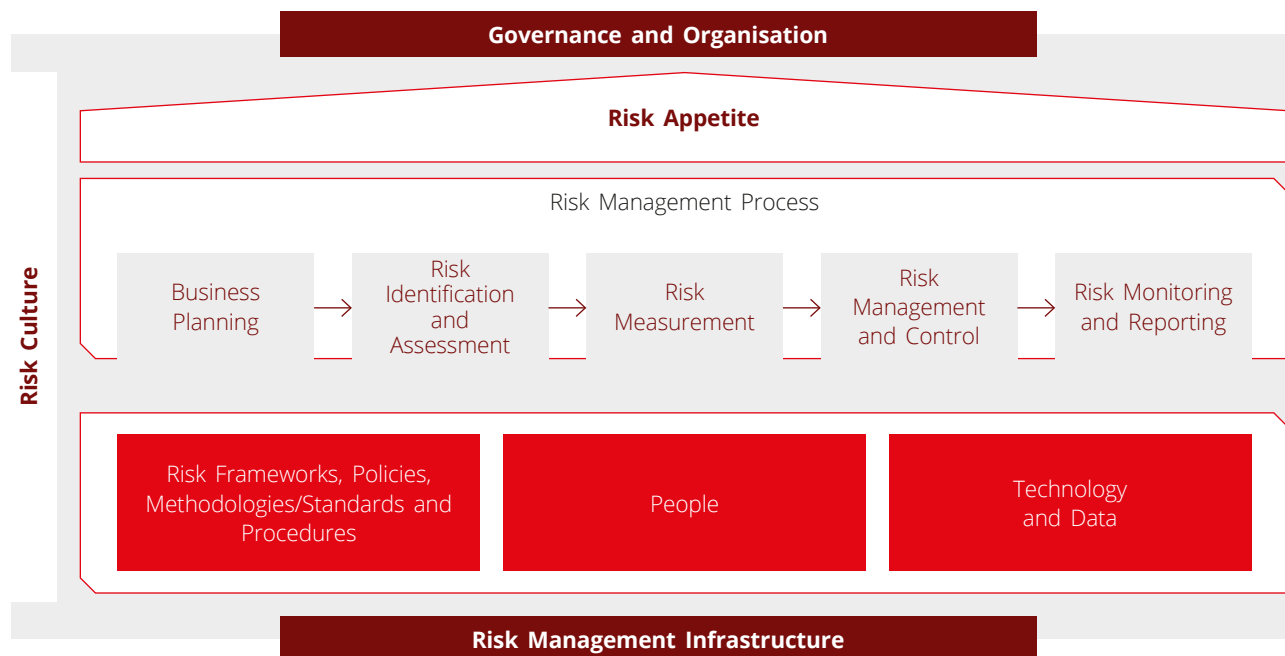 Governance and Organisation
Risk Appetite
Risk Culture
Risk Management Process
Business
Planning
Risk
Identification
and
Assessment
Risk
Measurement
Risk
Management
and Control
Risk Monitoring
and Reporting
Risk Frameworks, Policies,
Methodologies/Standards and
Procedures
People
Technology
and Data
Risk Management Infrastructure